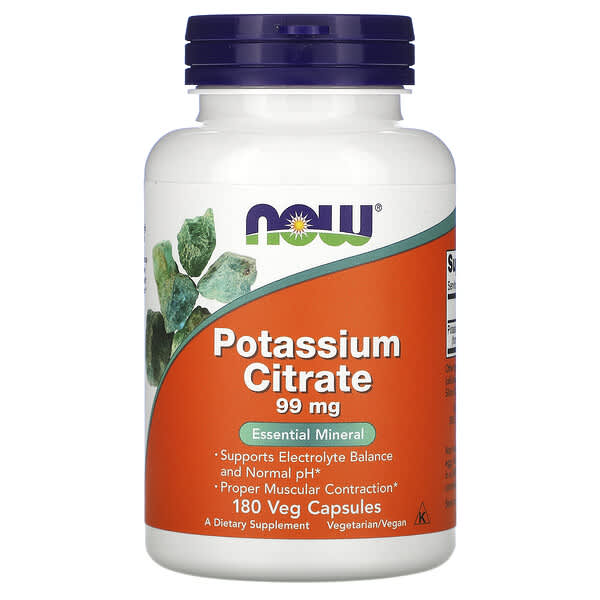 NOW®
Potassium
Citrate
99 mg
Essential Mineral
• Supports Electrolyte Balance
and Normal pH*
• Proper Muscular Contraction*
180 Veg Capsules
A Dietary Supplement Vegetarian/Vegan
K